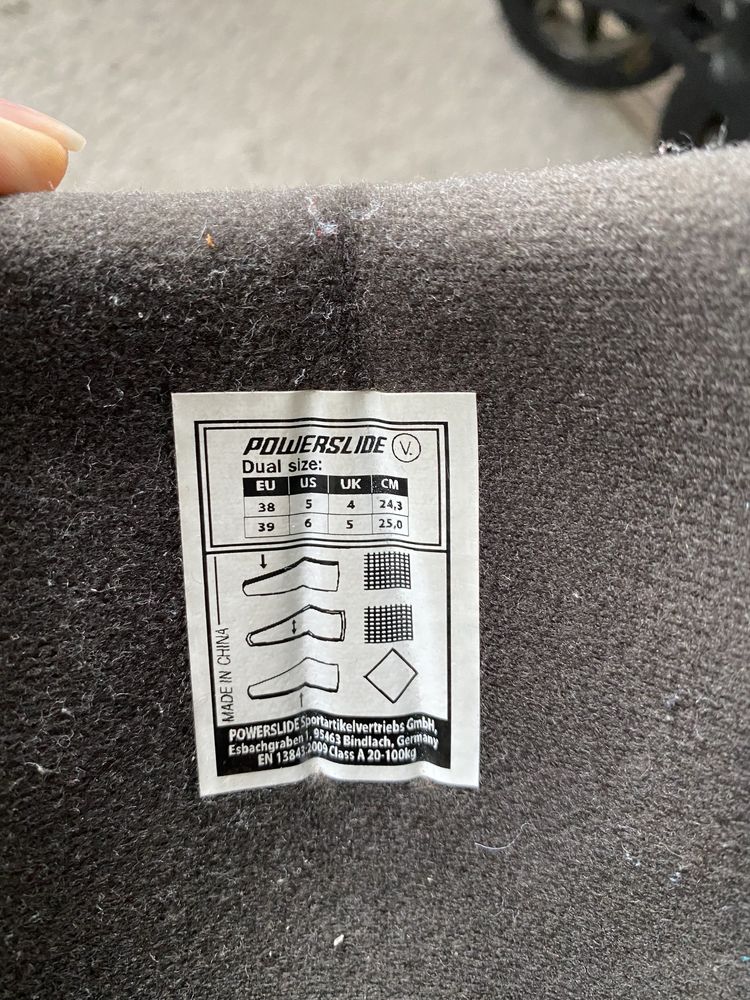 POWERSLIDE V.
Dual size:
EU US UK CM
38 5 4 24,3
39 6 5 25,0
MADE IN CHINA
POWERSLIDE Sportartikelvertriebs GmbH,
Esbachgraben 1, 95463 Bindlach, Germany
EN 13843:2009 Class A 20-100kg